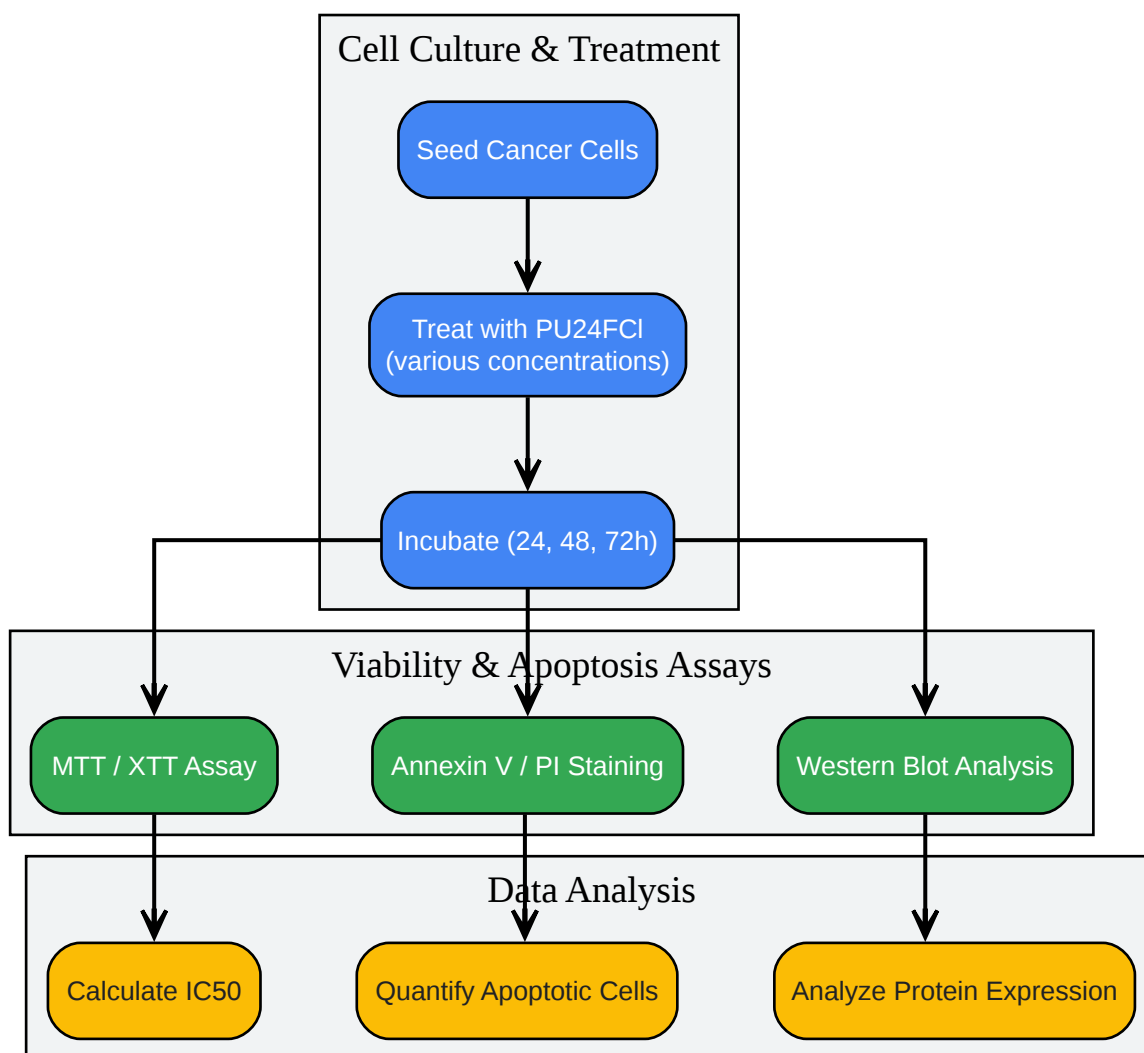 Cell Culture & Treatment
Seed Cancer Cells
Treat with PU24FCl
(various concentrations)
Incubate (24, 48, 72h)
Viability & Apoptosis Assays
MTT / XTT Assay
Annexin V / PI Staining
Western Blot Analysis
Data Analysis
Calculate IC50
Quantify Apoptotic Cells
Analyze Protein Expression